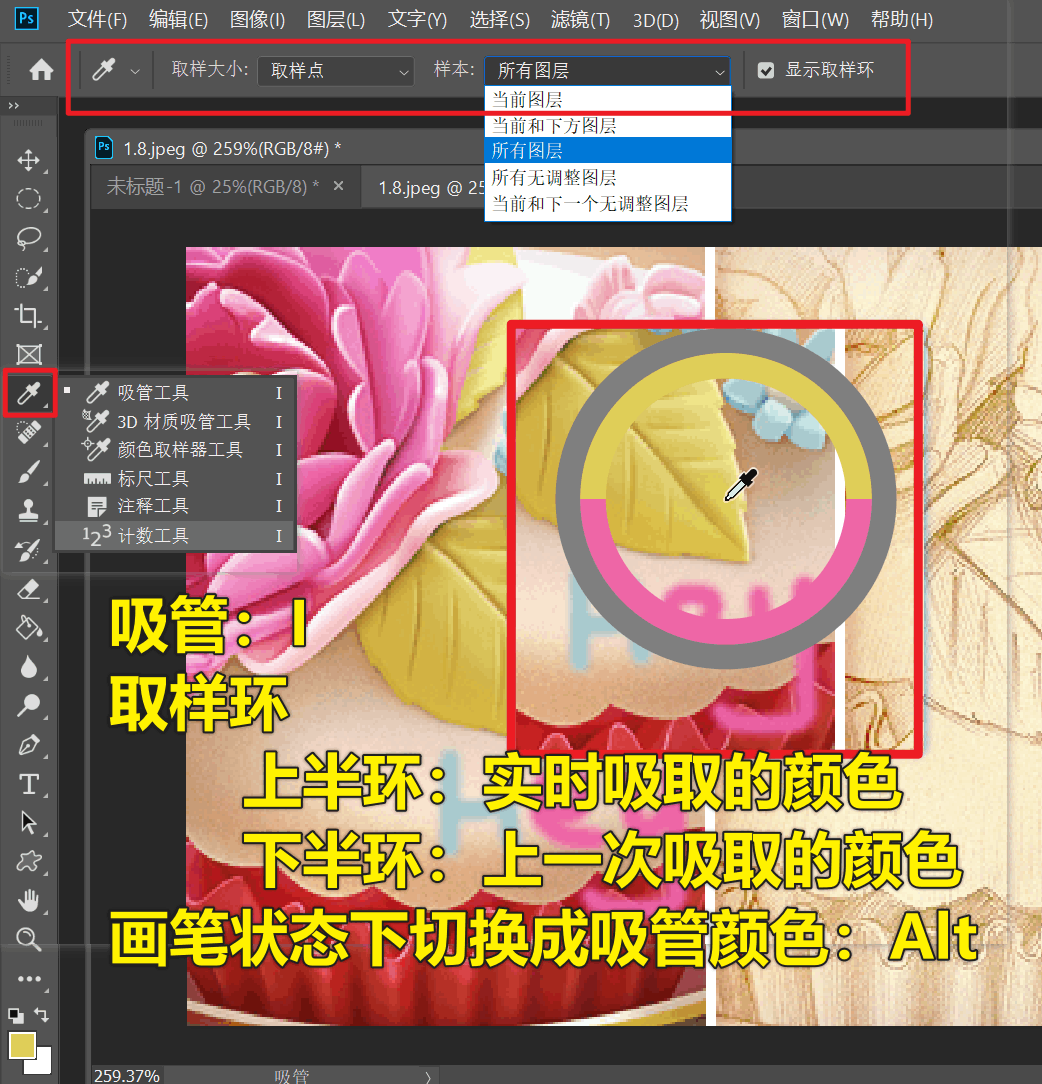 Ps 文件(F) 编辑(E) 图像(I) 图层(L) 文字(Y) 选择(S) 滤镜(T) 3D(D) 视图(V) 窗口(W) 帮助(H)
取样大小: 取样点 样本: 所有图层 显示取样环
当前图层
当前和下方图层
所有图层
所有无调整图层
当前和下一个无调整图层
Ps 1.8.jpeg @ 259%(RGB/8#) *
未标题-1 @ 25%(RGB/8) * × 1.8.jpeg @ 25
吸管工具 I
3D 材质吸管工具 I
颜色取样器工具 I
标尺工具 I
注释工具 I
计数工具 I
Hey
吸管：I
取样环
上半环：实时吸取的颜色
Hey
下半环：上一次吸取的颜色
画笔状态下切换成吸管颜色：Alt
259.37% 吸管